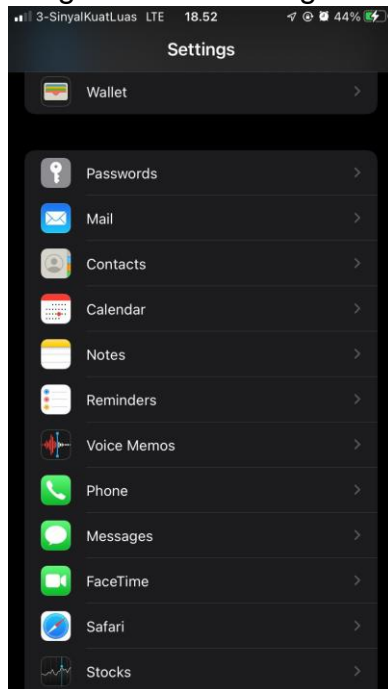 3-SinyalKuatLuas LTE 18.52 44%
Settings
Wallet
Passwords
Mail
Contacts
Calendar
Notes
Reminders
Voice Memos
Phone
Messages
FaceTime
Safari
Stocks